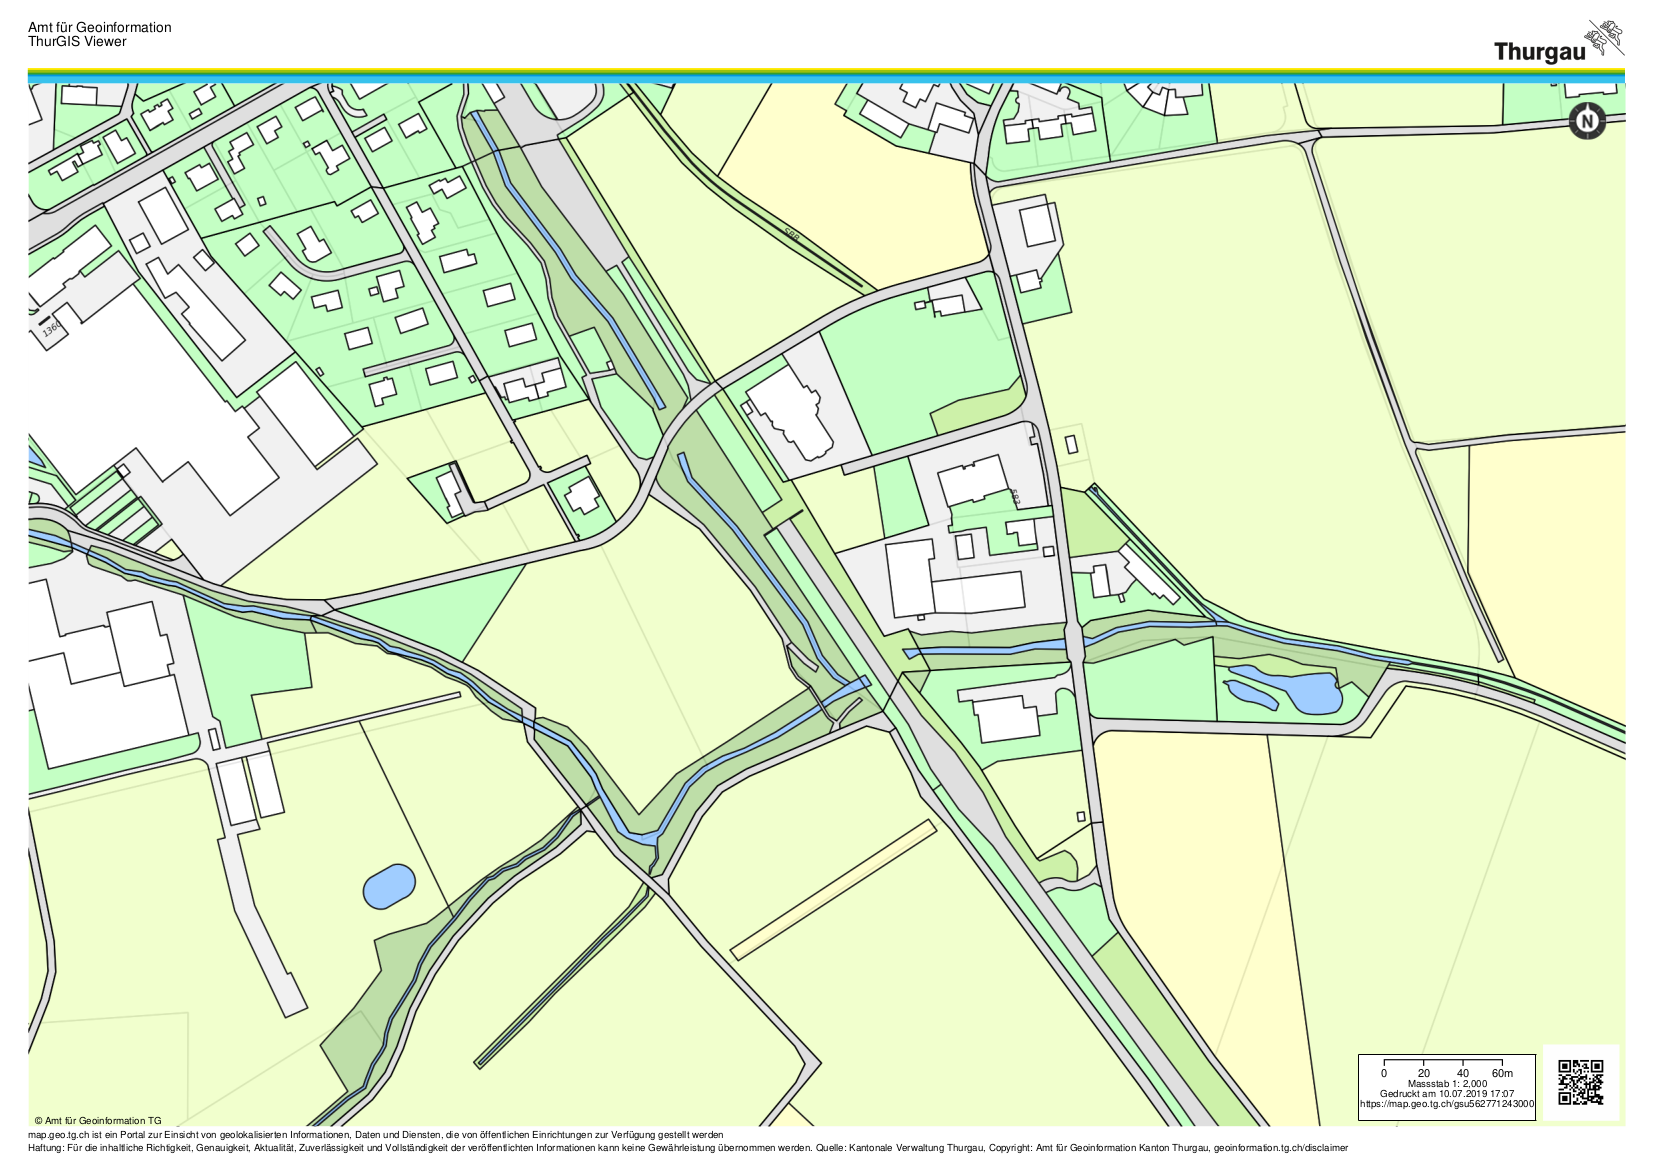 Amt für Geoinformation
ThurGIS Viewer
Thurgau
N
588
1360
583
0 20 40 60m
Massstab 1: 2,000
Gedruckt am 10.07.2019 17:07
https://map.geo.tg.ch/gsu562771243000
© Amt für Geoinformation TG
map.geo.tg.ch ist ein Portal zur Einsicht von geolokalisierten Informationen, Daten und Diensten, die von öffentlichen Einrichtungen zur Verfügung gestellt werden
Haftung: Für die inhaltliche Richtigkeit, Genauigkeit, Aktualität, Zuverlässigkeit und Vollständigkeit der veröffentlichten Informationen kann keine Gewährleistung übernommen werden. Quelle: Kantonale Verwaltung Thurgau, Copyright: Amt für Geoinformation Kanton Thurgau, geoinformation.tg.ch/disclaimer